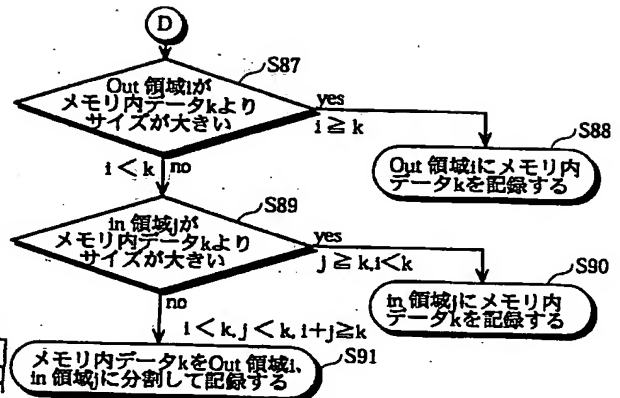 D
S87
Out 領域iが
メモリ内データkより
サイズが大きい
yes
i ≧ k
S88
Out 領域iにメモリ内
データkを記録する
i < k
no
S89
in 領域jが
メモリ内データkより
サイズが大きい
yes
j ≧ k, i<k
S90
in 領域jにメモリ内
データkを記録する
no
i < k, j < k, i+j≧k
S91
メモリ内データkをOut 領域i、
in 領域jに分割して記録する